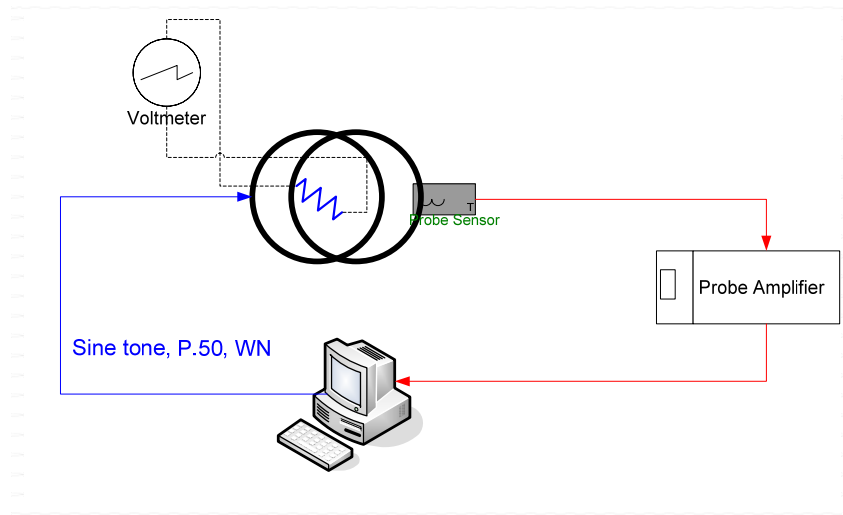 Voltmeter
T
Probe Sensor
Probe Amplifier
Sine tone, P.50, WN